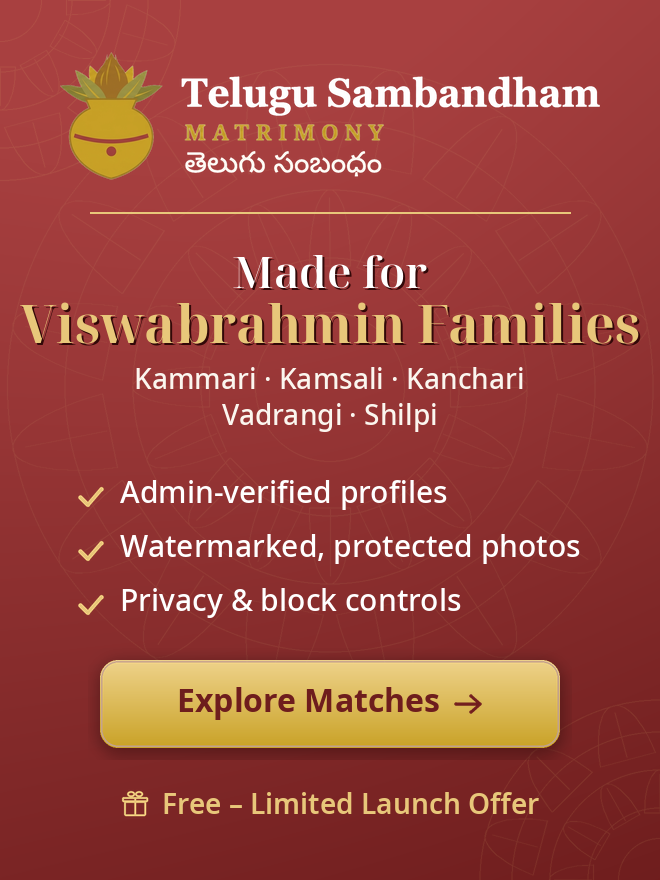 Telugu Sambandham
MATRIMONY
తెలుగు సంబంధం
Made for
Viswabrahmin Families
Kammari · Kamsali · Kanchari
Vadrangi · Shilpi
Admin-verified profiles
Watermarked, protected photos
Privacy & block controls
Explore Matches →
Free – Limited Launch Offer